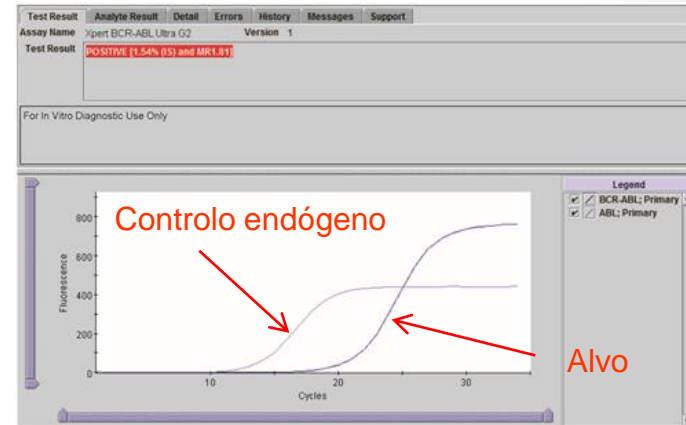 Test Result Analyte Result Detail Errors History Messages Support
Assay Name Xpert BCR-ABL Ultra G2 Version 1
Test Result POSITIVE [1.54% (IS) and MR1.81]
For In Vitro Diagnostic Use Only
Legend
BCR-ABL; Primary
ABL; Primary
Controlo endógeno
Alvo
Fluorescence
800
600
400
200
0
10 20 30
Cycles